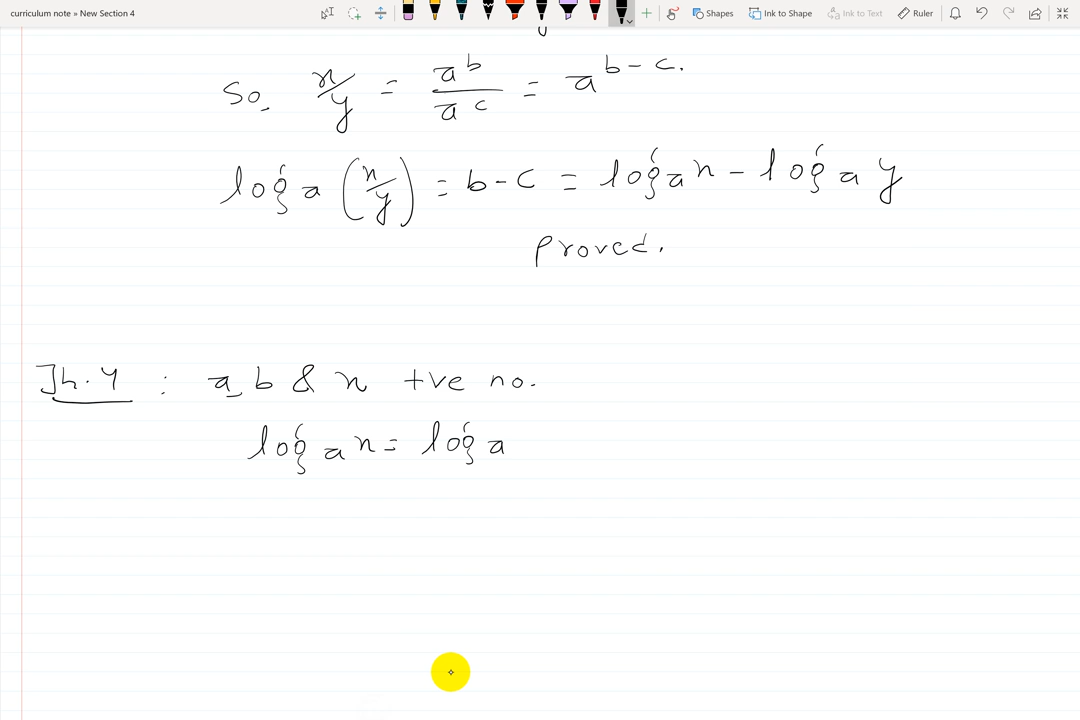 curriculum note » New Section 4
Shapes Ink to Shape Ink to Text Ruler
So, x/y = a^b / a^c = a^(b-c).
log a (x/y) = b-c = log a x - log a y
proved.
Th. 4 : a, b & x +ve no.
log a x = log a